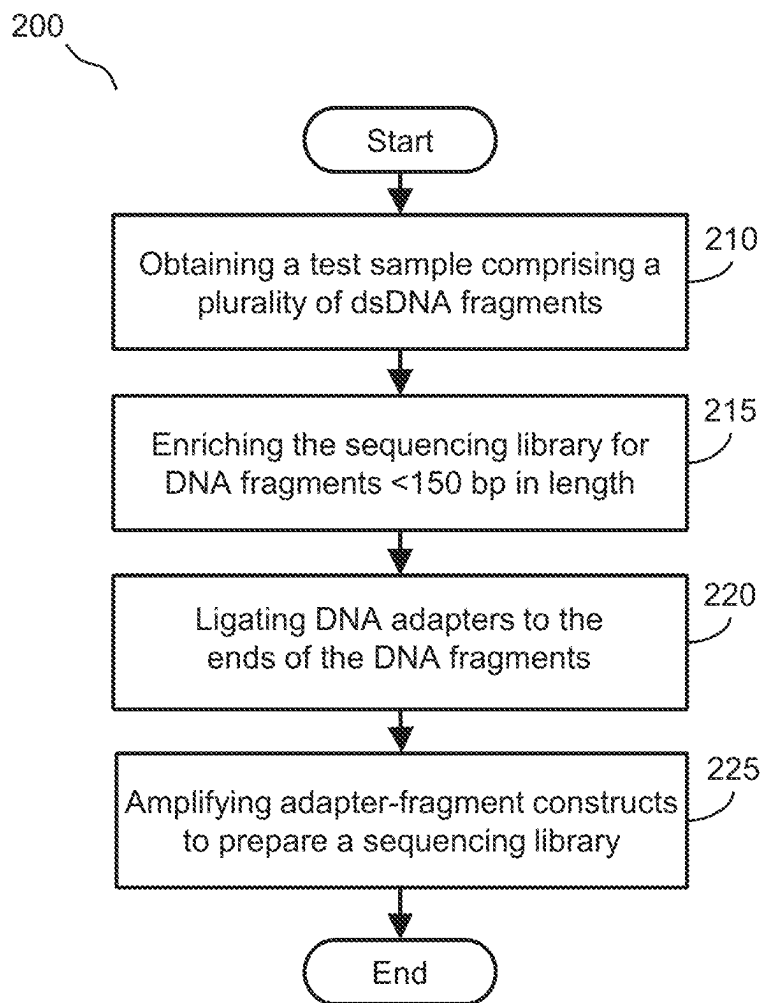 200
Start
210
Obtaining a test sample comprising a
plurality of dsDNA fragments
215
Enriching the sequencing library for
DNA fragments <150 bp in length
220
Ligating DNA adapters to the
ends of the DNA fragments
225
Amplifying adapter-fragment constructs
to prepare a sequencing library
End